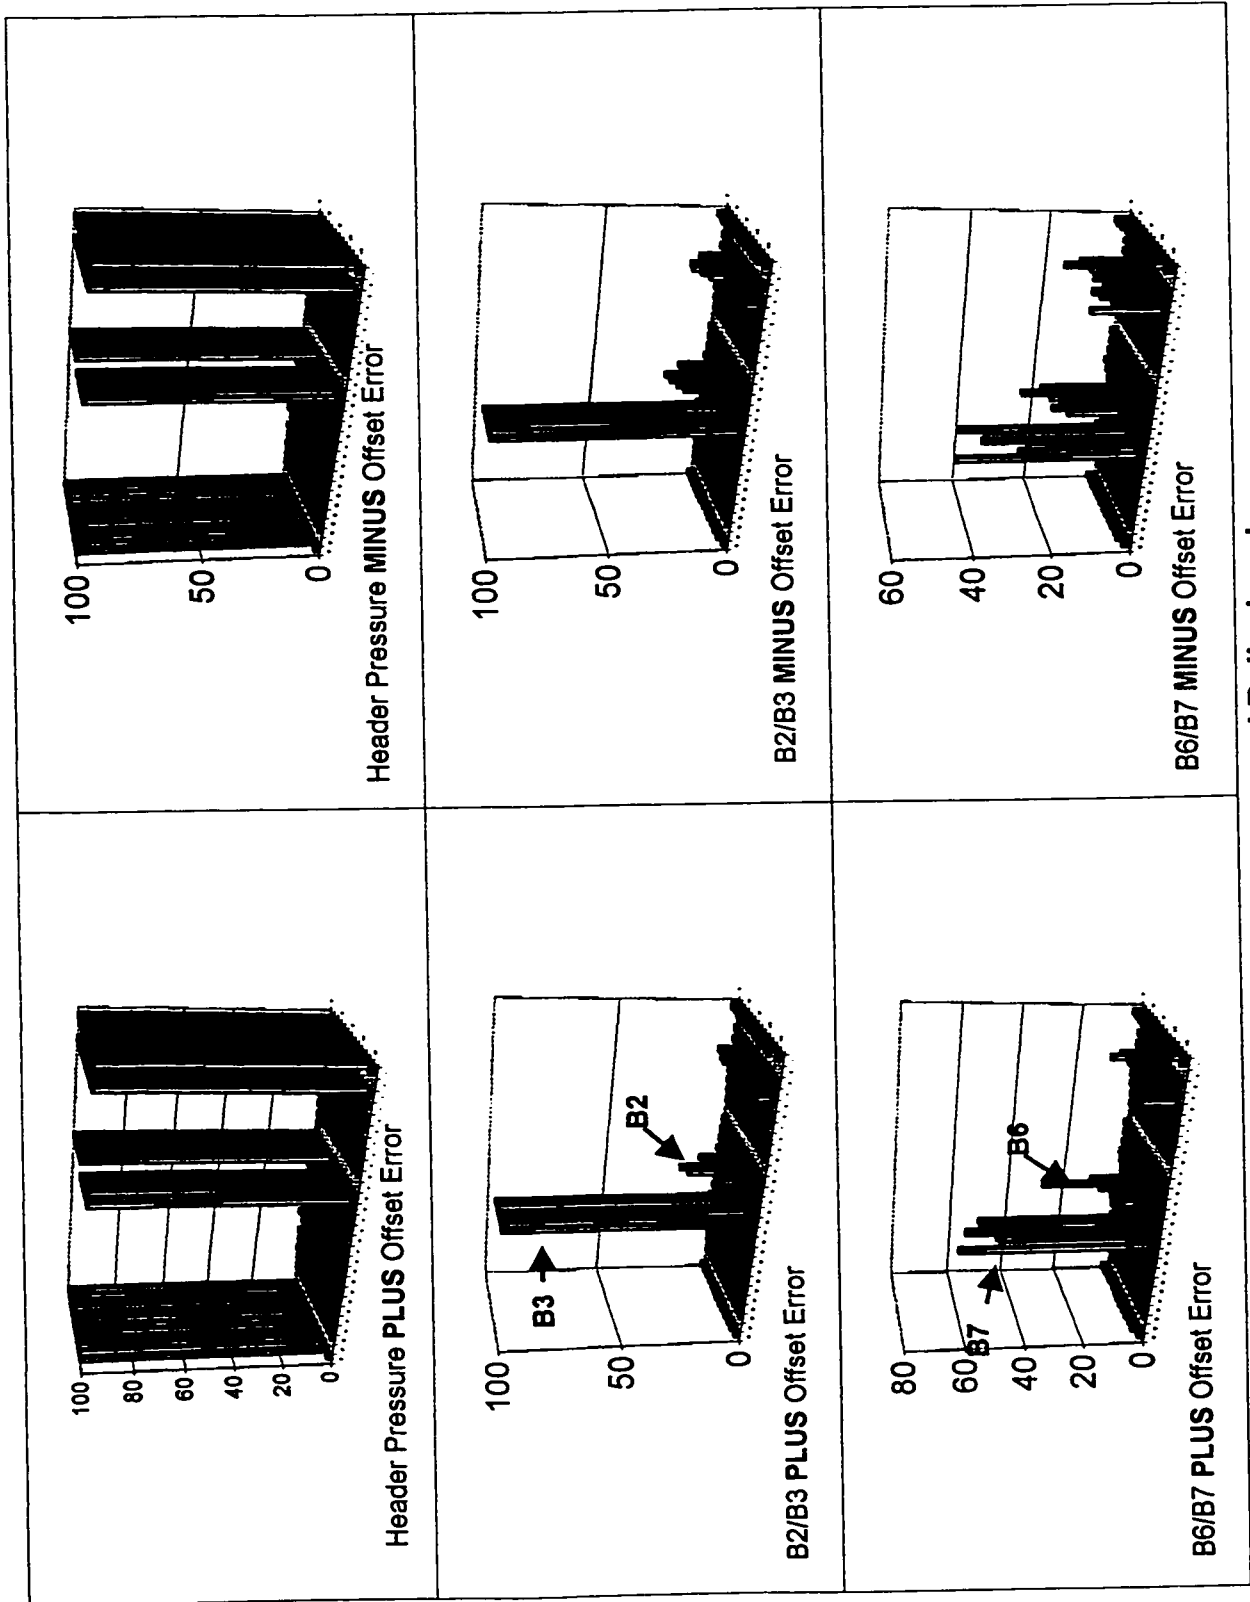 100
80
60
40
20
0
Header Pressure PLUS Offset Error
100
50
0
Header Pressure MINUS Offset Error
100
50
0
B3
B2
B2/B3 PLUS Offset Error
100
50
0
B2/B3 MINUS Offset Error
80
60
40
20
0
B7
B6
B6/B7 PLUS Offset Error
60
40
20
0
B6/B7 MINUS Offset Error